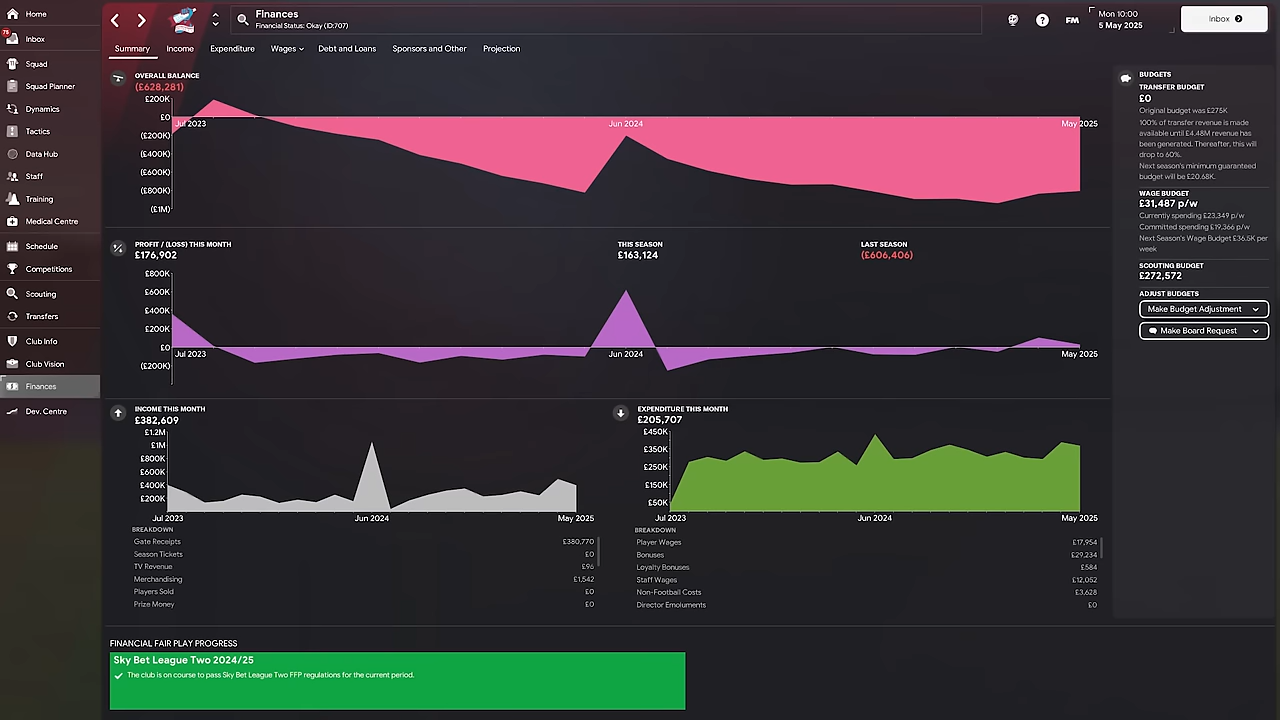 Home
75
Inbox
Squad
Squad Planner
Dynamics
Tactics
Data Hub
Staff
Training
Medical Centre
Schedule
Competitions
Scouting
Transfers
Club Info
Club Vision
Finances
Dev. Centre
Finances
Financial Status: Okay (ID:707)
FM
Mon 10:00
5 May 2025
Inbox
Summary
Income
Expenditure
Wages
Debt and Loans
Sponsors and Other
Projection
OVERALL BALANCE
(£628,281)
£200K
£0
(£200K)
(£400K)
(£600K)
(£800K)
(£1M)
Jul 2023
Jun 2024
May 2025
PROFIT / (LOSS) THIS MONTH
£176,902
THIS SEASON
£163,124
LAST SEASON
(£606,406)
£800K
£600K
£400K
£200K
£0
(£200K)
Jul 2023
Jun 2024
May 2025
INCOME THIS MONTH
£382,609
£1.2M
£1M
£800K
£600K
£400K
£200K
Jul 2023
Jun 2024
May 2025
BREAKDOWN
Gate Receipts £380,770
Season Tickets £0
TV Revenue £96
Merchandising £1,542
Players Sold £0
Prize Money £0
EXPENDITURE THIS MONTH
£205,707
£450K
£350K
£250K
£150K
£50K
Jul 2023
Jun 2024
May 2025
BREAKDOWN
Player Wages £17,954
Bonuses £29,234
Loyalty Bonuses £584
Staff Wages £12,052
Non-Football Costs £3,628
Director Emoluments £0
FINANCIAL FAIR PLAY PROGRESS
Sky Bet League Two 2024/25
The club is on course to pass Sky Bet League Two FFP regulations for the current period.
BUDGETS
TRANSFER BUDGET
£0
Original budget was £275K
100% of transfer revenue is made
available until £4.48M revenue has
been generated. Thereafter, this will
drop to 60%.
Next season's minimum guaranteed
budget will be £20.68K.
WAGE BUDGET
£31,487 p/w
Currently spending £23,349 p/w
Committed spending £19,366 p/w
Next Season's Wage Budget £36.5K per
week
SCOUTING BUDGET
£272,572
ADJUST BUDGETS
Make Budget Adjustment
Make Board Request